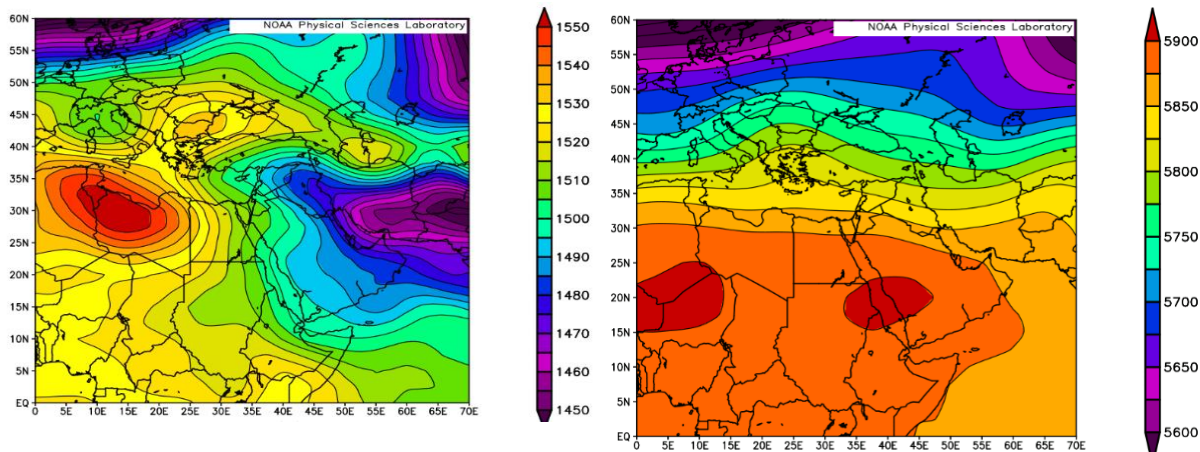 NOAA Physical Sciences Laboratory
60N
55N
50N
45N
40N
35N
30N
25N
20N
15N
10N
5N
EQ
0 5E 10E 15E 20E 25E 30E 35E 40E 45E 50E 55E 60E 65E 70E
1550
1540
1530
1520
1510
1500
1490
1480
1470
1460
1450
NOAA Physical Sciences Laboratory
60N
55N
50N
45N
40N
35N
30N
25N
20N
15N
10N
5N
EQ
0 5E 10E 15E 20E 25E 30E 35E 40E 45E 50E 55E 60E 65E 70E
5900
5850
5800
5750
5700
5650
5600